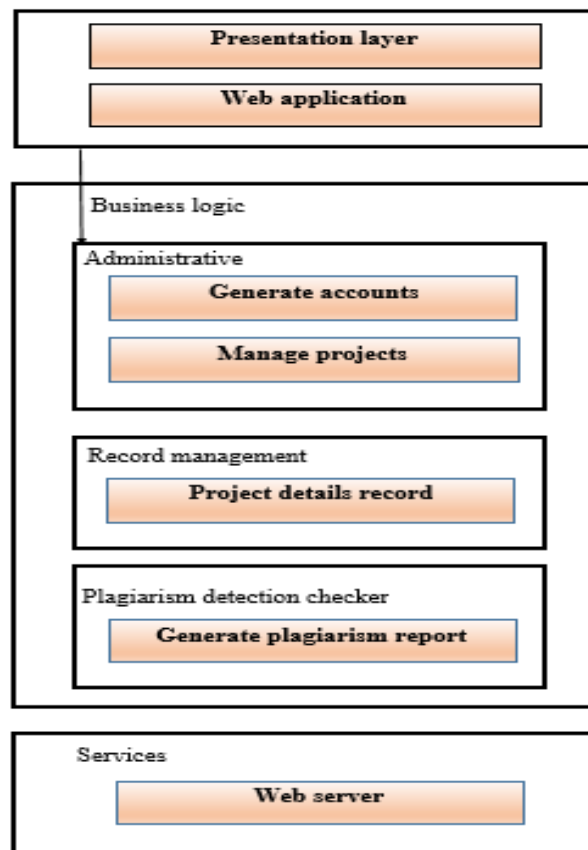 Presentation layer
Web application
Business logic
Administrative
Generate accounts
Manage projects
Record management
Project details record
Plagiarism detection checker
Generate plagiarism report
Services
Web server